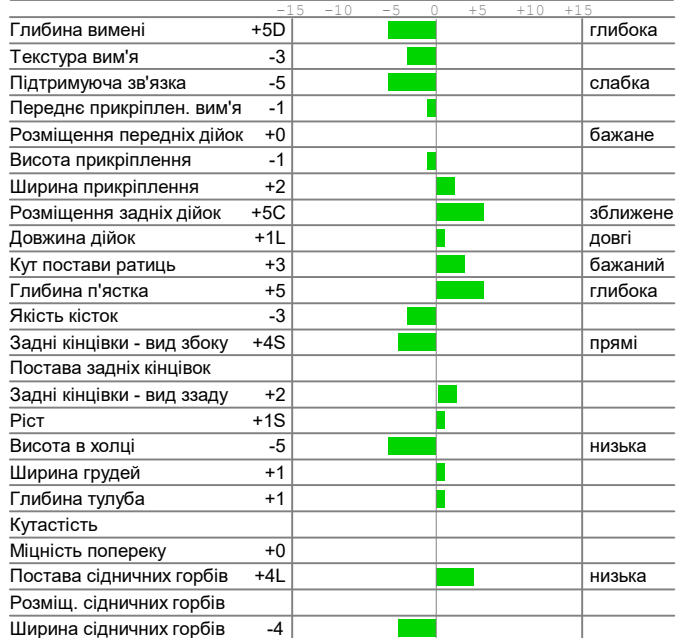 -15 -10 -5 0 +5 +10 +15
Глибина вимені +5D глибока
Текстура вим'я -3
Підтримуюча зв'язка -5 слабка
Переднє прикріплен. вим'я -1
Розміщення передніх дійок +0 бажане
Висота прикріплення -1
Ширина прикріплення +2
Розміщення задніх дійок +5C зближене
Довжина дійок +1L довгі
Кут постави ратиць +3 бажаний
Глибина п'ястка +5 глибока
Якість кісток -3
Задні кінцівки - вид збоку +4S прямі
Постава задніх кінцівок
Задні кінцівки - вид ззаду +2
Ріст +1S
Висота в холці -5 низька
Ширина грудей +1
Глибина тулуба +1
Кутастість
Міцність попереку +0
Постава сідничних горбів +4L низька
Розміщ. сідничних горбів
Ширина сідничних горбів -4